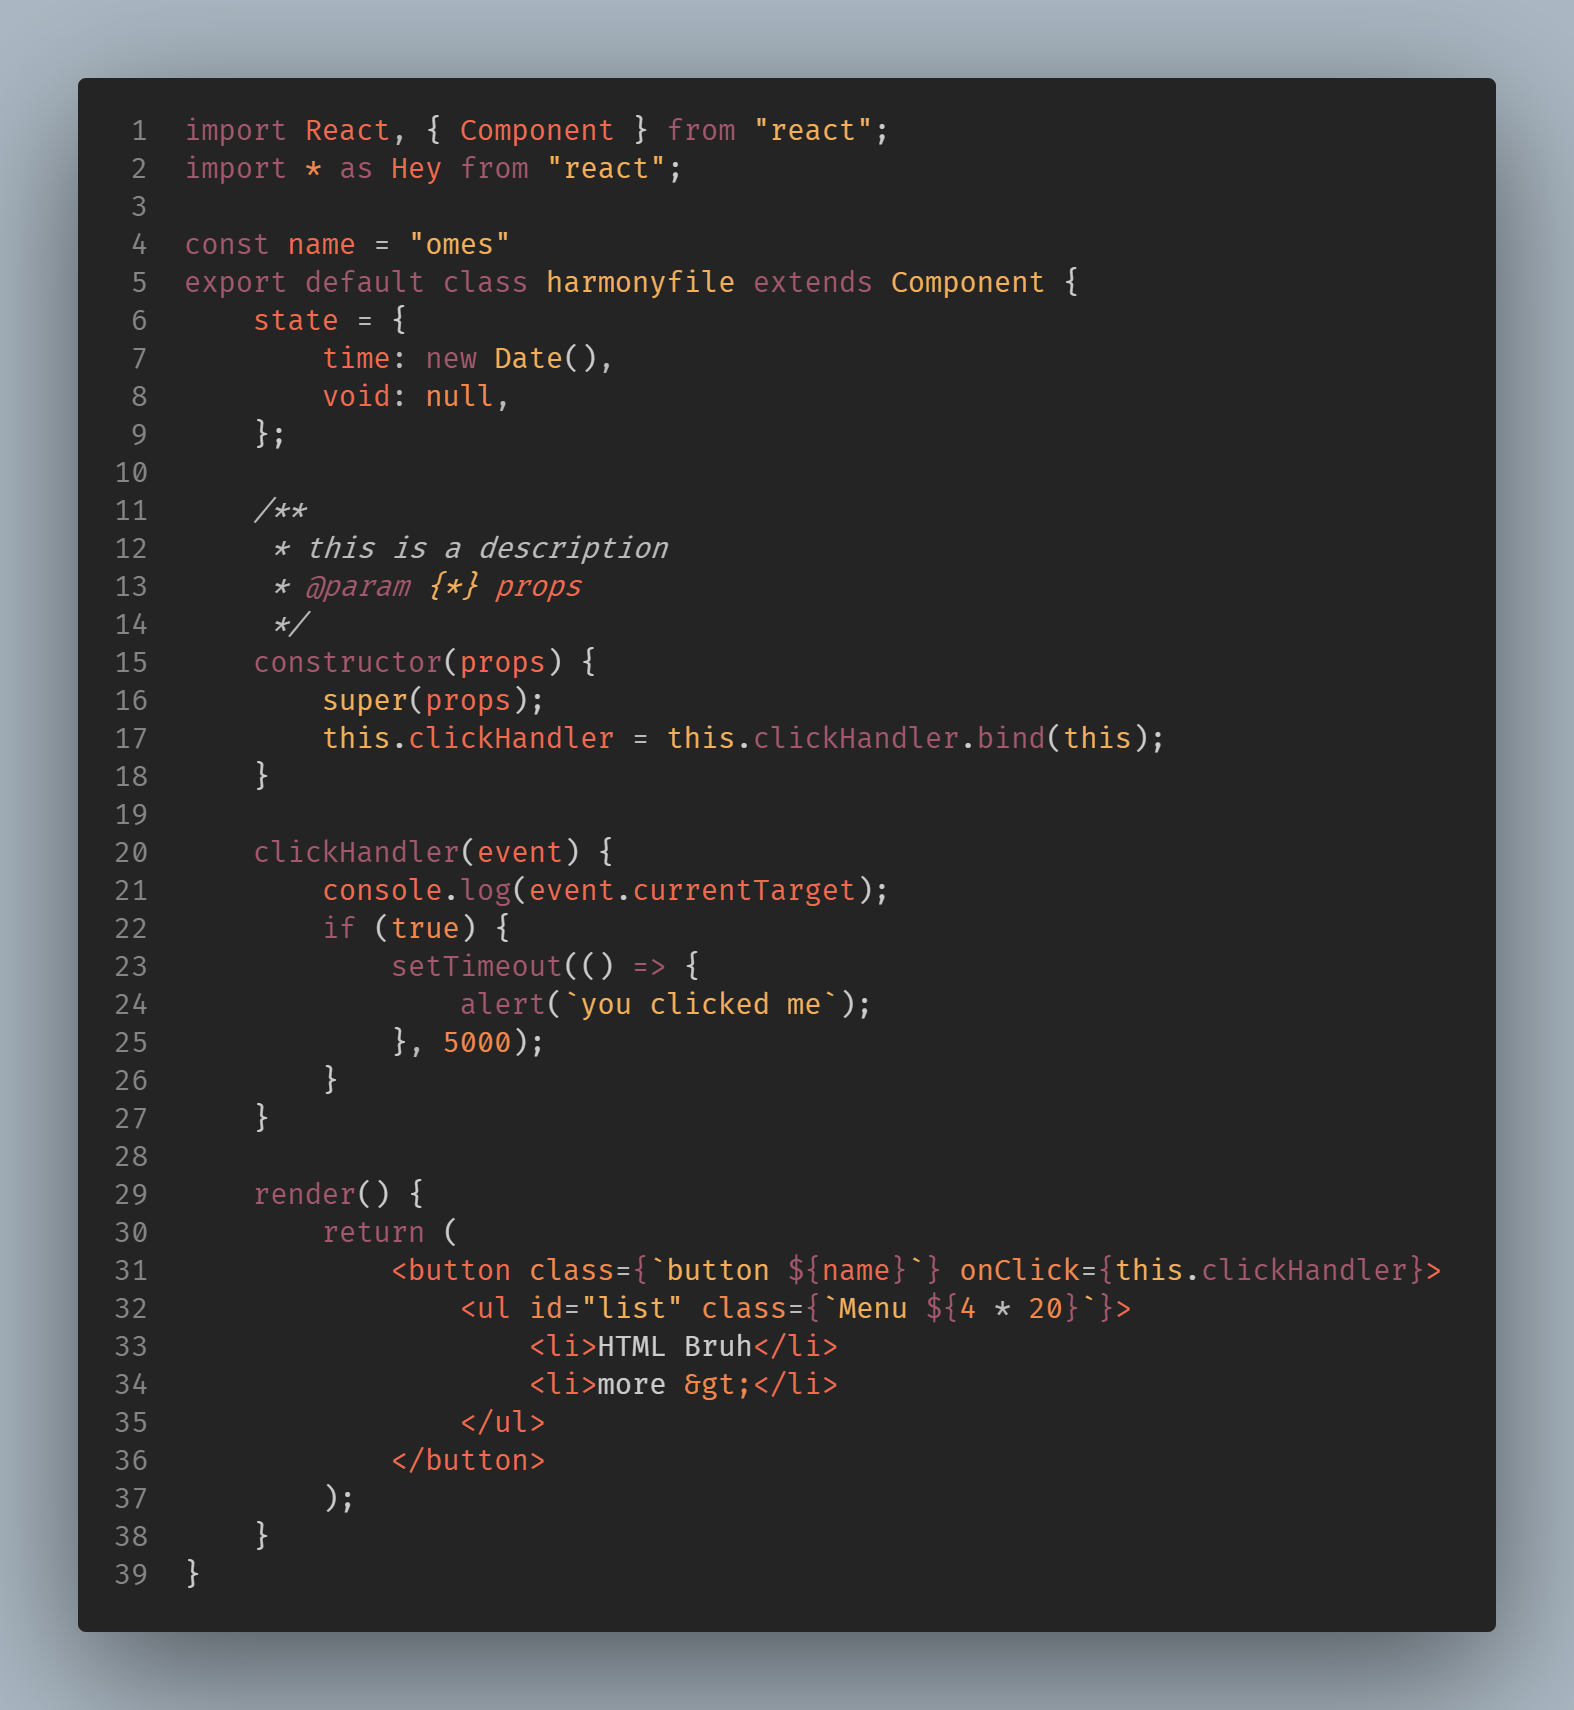 1 import React, { Component } from "react";
2 import * as Hey from "react";
3
4 const name = "omes"
5 export default class harmonyfile extends Component {
6     state = {
7         time: new Date(),
8         void: null,
9     };
10
11     /**
12      * this is a description
13      * @param {*} props
14      */
15     constructor(props) {
16         super(props);
17         this.clickHandler = this.clickHandler.bind(this);
18     }
19
20     clickHandler(event) {
21         console.log(event.currentTarget);
22         if (true) {
23             setTimeout(() => {
24                 alert(`you clicked me`);
25             }, 5000);
26         }
27     }
28
29     render() {
30         return (
31             <button class={`button ${name}`} onClick={this.clickHandler}>
32                 <ul id="list" class={`Menu ${4 * 20}`}>
33                     <li>HTML Bruh</li>
34                     <li>more &gt;</li>
35                 </ul>
36             </button>
37         );
38     }
39 }